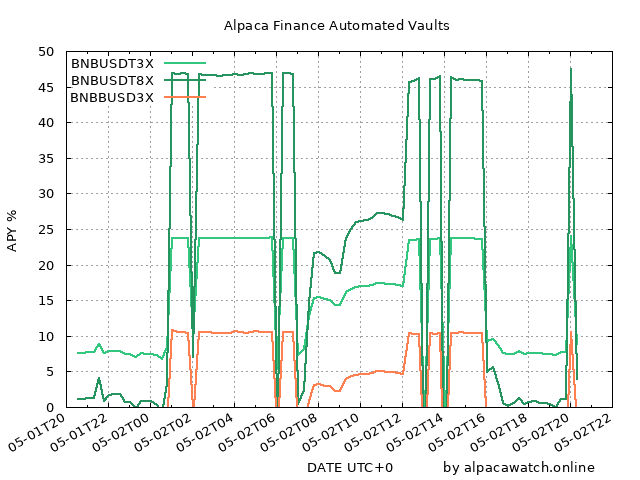 Alpaca Finance Automated Vaults
APY %
50
45
40
35
30
25
20
15
10
5
0
BNBUSDT3X
BNBUSDT8X
BNBBUSD3X
05-01T20
05-01T22
05-02T00
05-02T02
05-02T04
05-02T06
05-02T08
05-02T10
05-02T12
05-02T14
05-02T16
05-02T18
05-02T20
05-02T22
DATE UTC+0
by alpacawatch.online